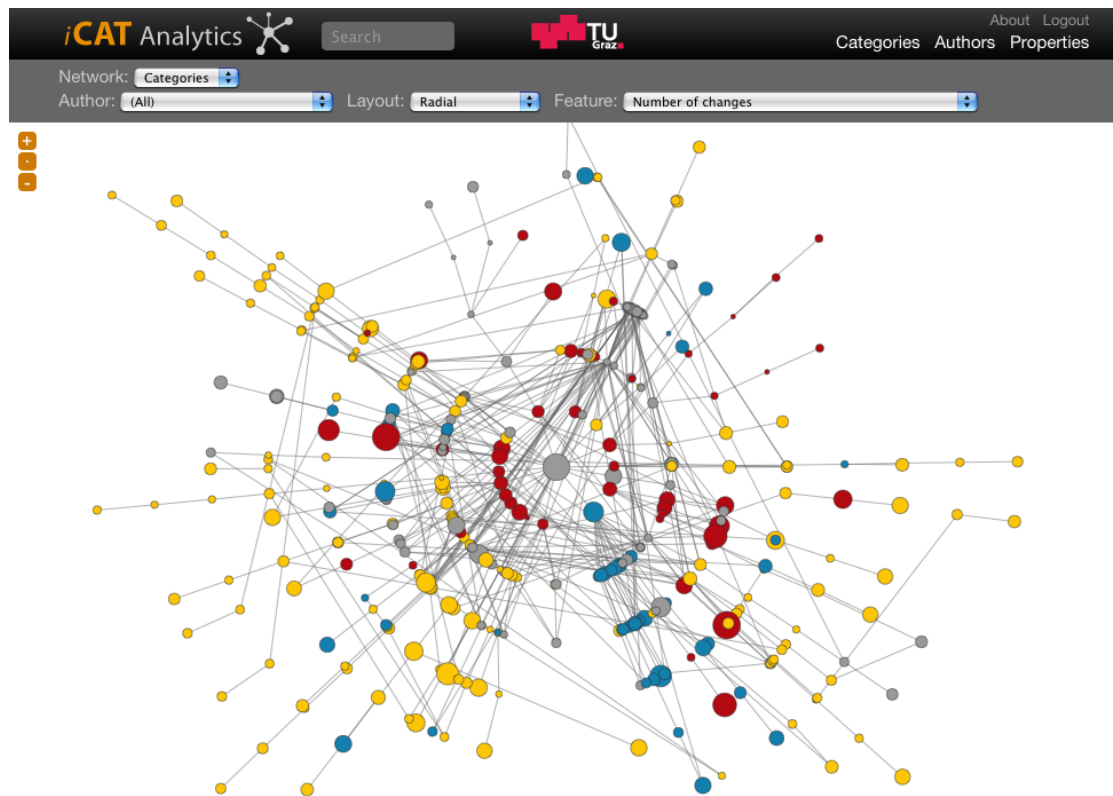 iCAT Analytics
Search
TU
Graz
About Logout
Categories Authors Properties
Network: Categories
Author: (All) Layout: Radial Feature: Number of changes
+
·
-